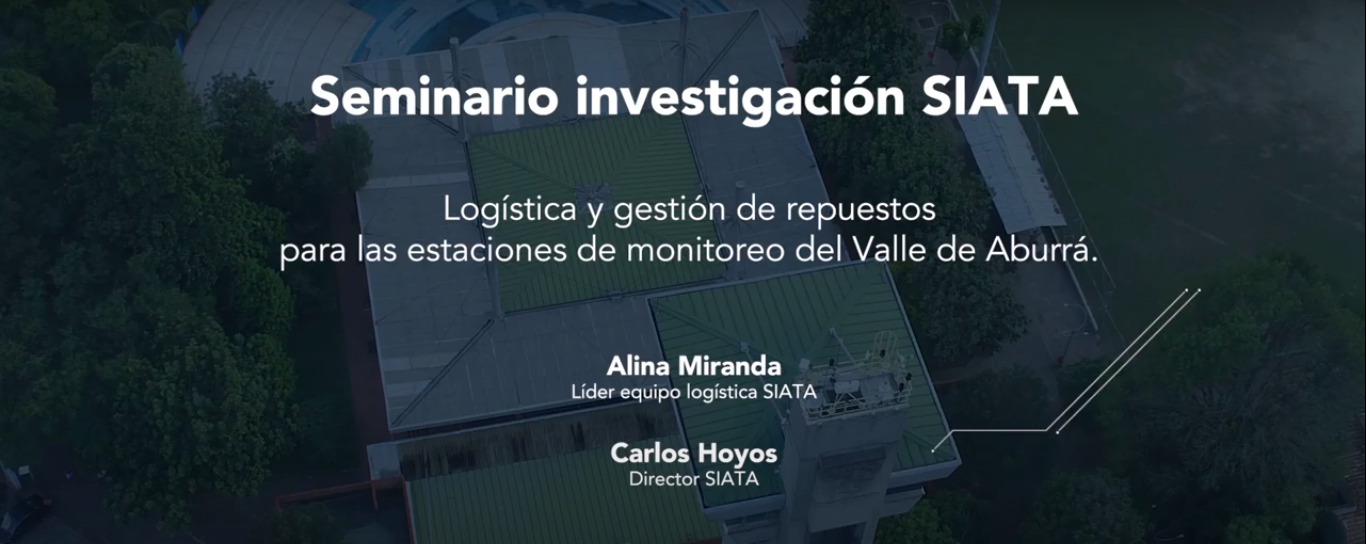 Seminario investigación SIATA
Logística y gestión de repuestos
para las estaciones de monitoreo del Valle de Aburrá.
Alina Miranda
Líder equipo logística SIATA
Carlos Hoyos
Director SIATA